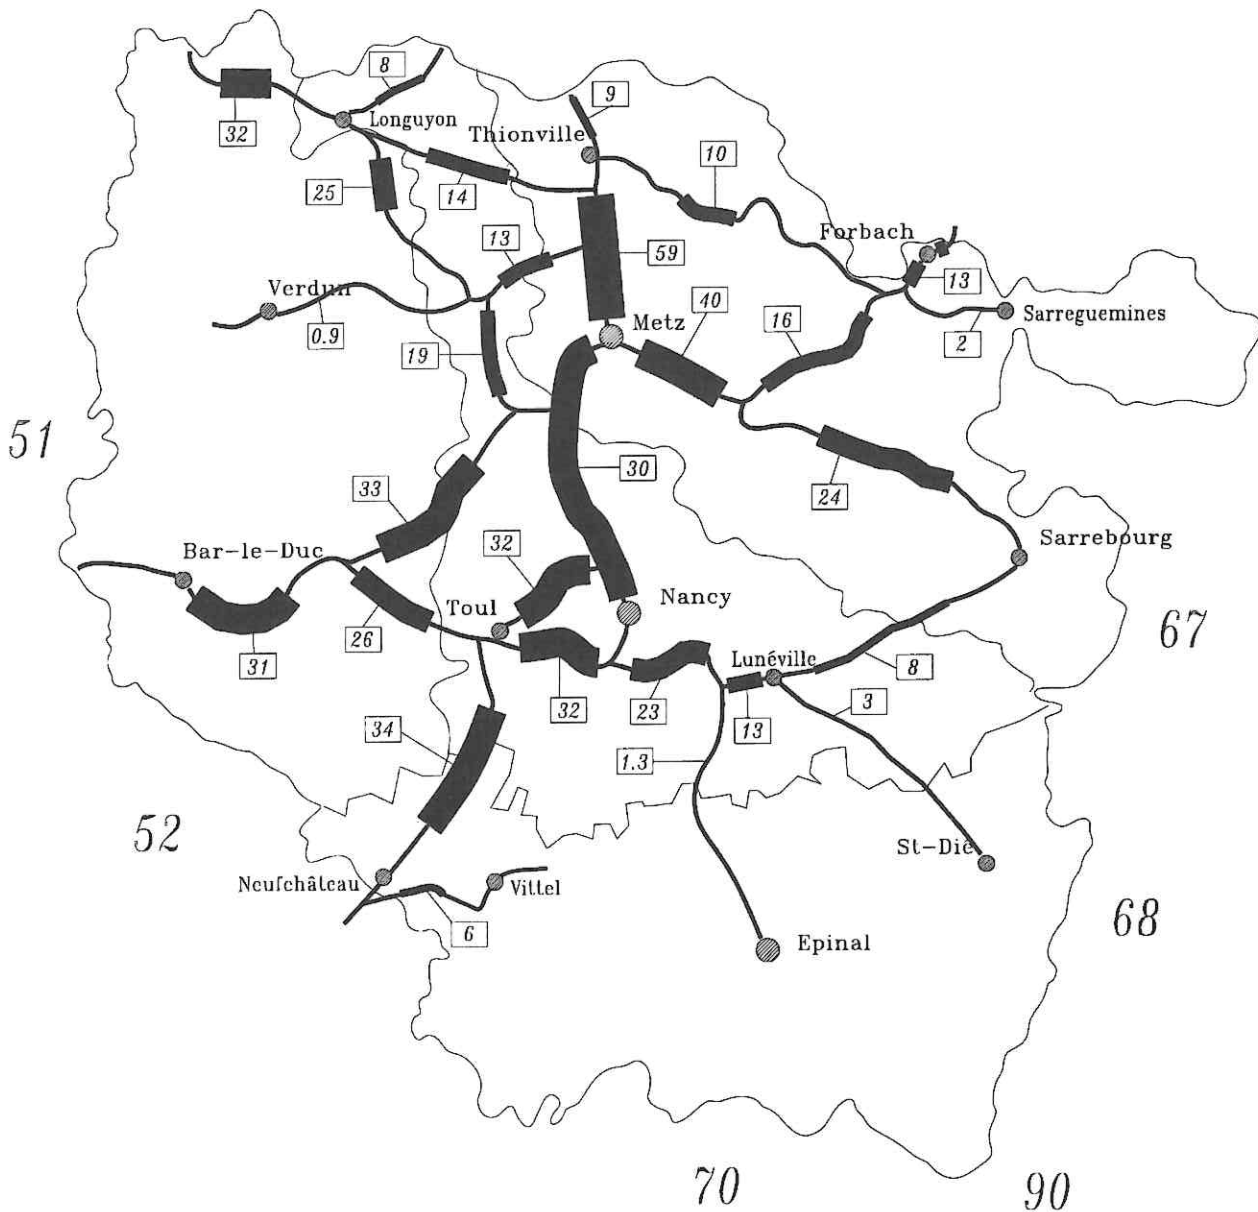 8
9
32
Longuyon
Thionville
10
25
14
Forbach
13
59
13
Verdun
40
Metz
16
Sarreguemines
0.9
19
2
51
30
33
24
32
Bar-le-Duc
Sarrebourg
Toul
Nancy
67
26
Lunéville
31
8
32
23
3
34
13
1.3
52
St-Dié
Neufchâteau
Vittel
68
6
Epinal
70
90